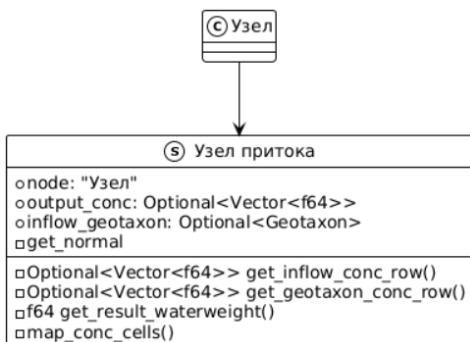 C Узел
S Узел притока
node: "Узел"
output_conc: Optional<Vector<f64>>
inflow_geotaxon: Optional<Geotaxon>
get_normal
Optional<Vector<f64>> get_inflow_conc_row()
Optional<Vector<f64>> get_geotaxon_conc_row()
f64 get_result_waterweight()
map_conc_cells()